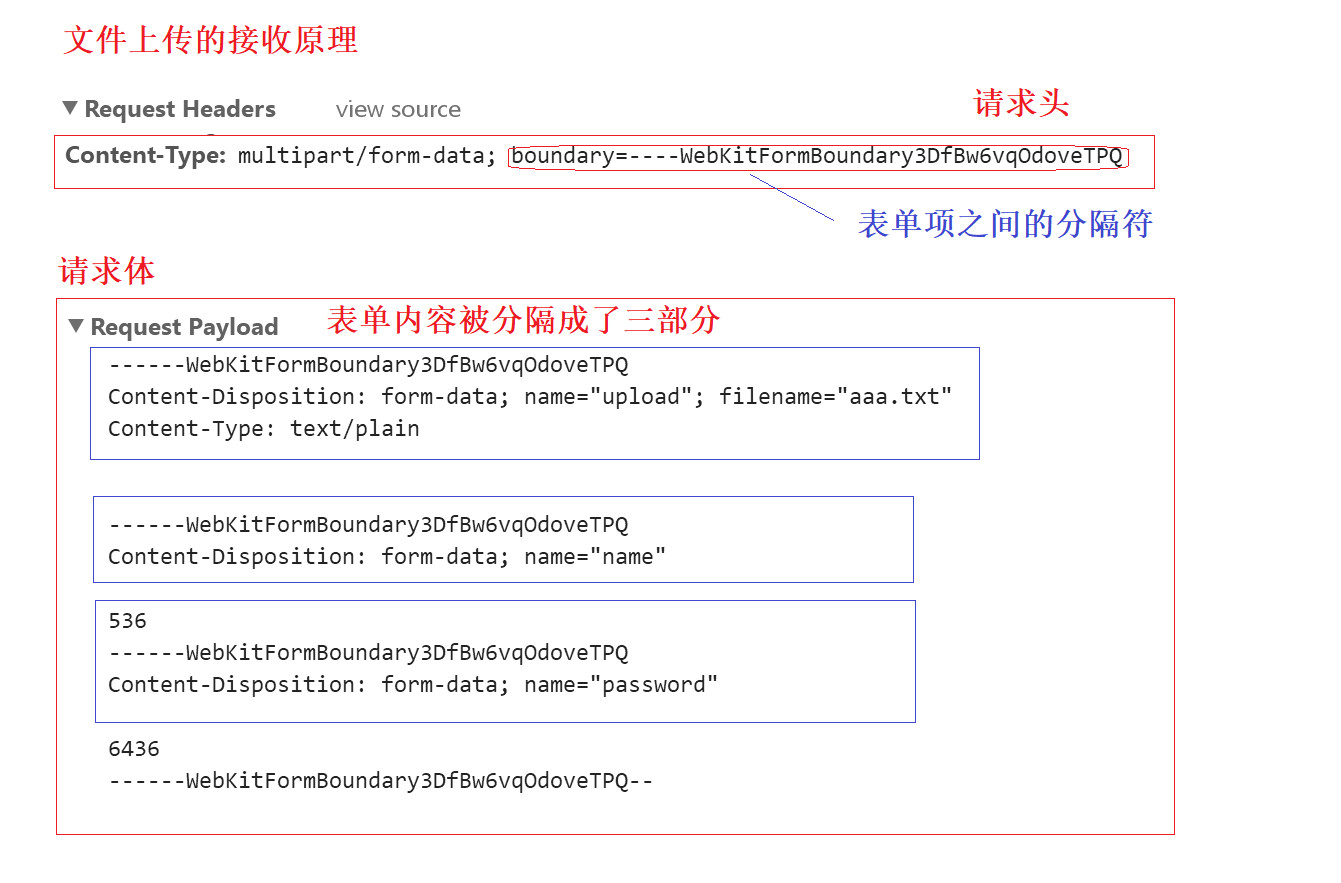 文件上传的接收原理
▼ Request Headers view source
请求头
Content-Type: multipart/form-data; boundary=----WebKitFormBoundary3DfBw6vqOdoveTPQ
表单项之间的分隔符
请求体
▼ Request Payload 表单内容被分隔成了三部分
------WebKitFormBoundary3DfBw6vqOdoveTPQ
Content-Disposition: form-data; name="upload"; filename="aaa.txt"
Content-Type: text/plain
------WebKitFormBoundary3DfBw6vqOdoveTPQ
Content-Disposition: form-data; name="name"
536
------WebKitFormBoundary3DfBw6vqOdoveTPQ
Content-Disposition: form-data; name="password"
6436
------WebKitFormBoundary3DfBw6vqOdoveTPQ--